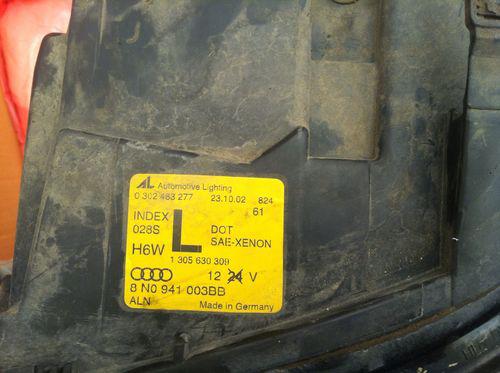 AL Automotive Lighting
0 302 483 277 23.10.02 824
61
INDEX L DOT
028S SAE-XENON
H6W
1 305 630 309
12 24 V
8 N0 941 003BB
ALN Made in Germany